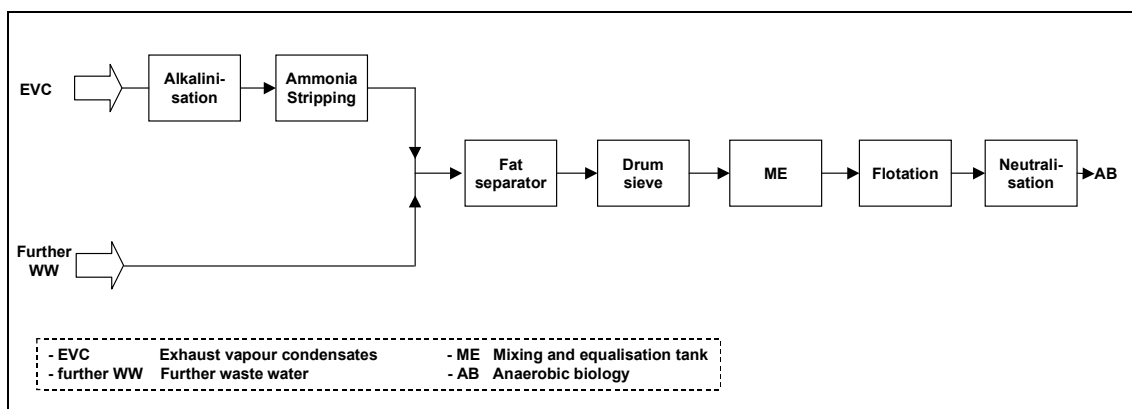 EVC
Alkalini-
sation
Ammonia
Stripping
Fat
separator
Drum
sieve
ME
Flotation
Neutrali-
sation
AB
Further
WW
- EVC Exhaust vapour condensates - ME Mixing and equalisation tank
- further WW Further waste water - AB Anaerobic biology